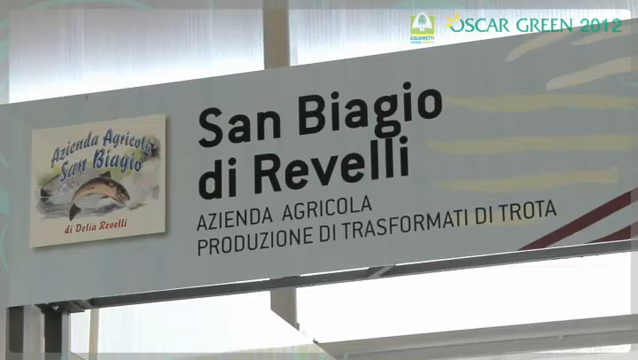 COLDIRETTI
OSCAR GREEN 2012
Azienda Agricola
San Biagio
di Delia Revelli
San Biagio
di Revelli
AZIENDA AGRICOLA
PRODUZIONE DI TRASFORMATI DI TROTA